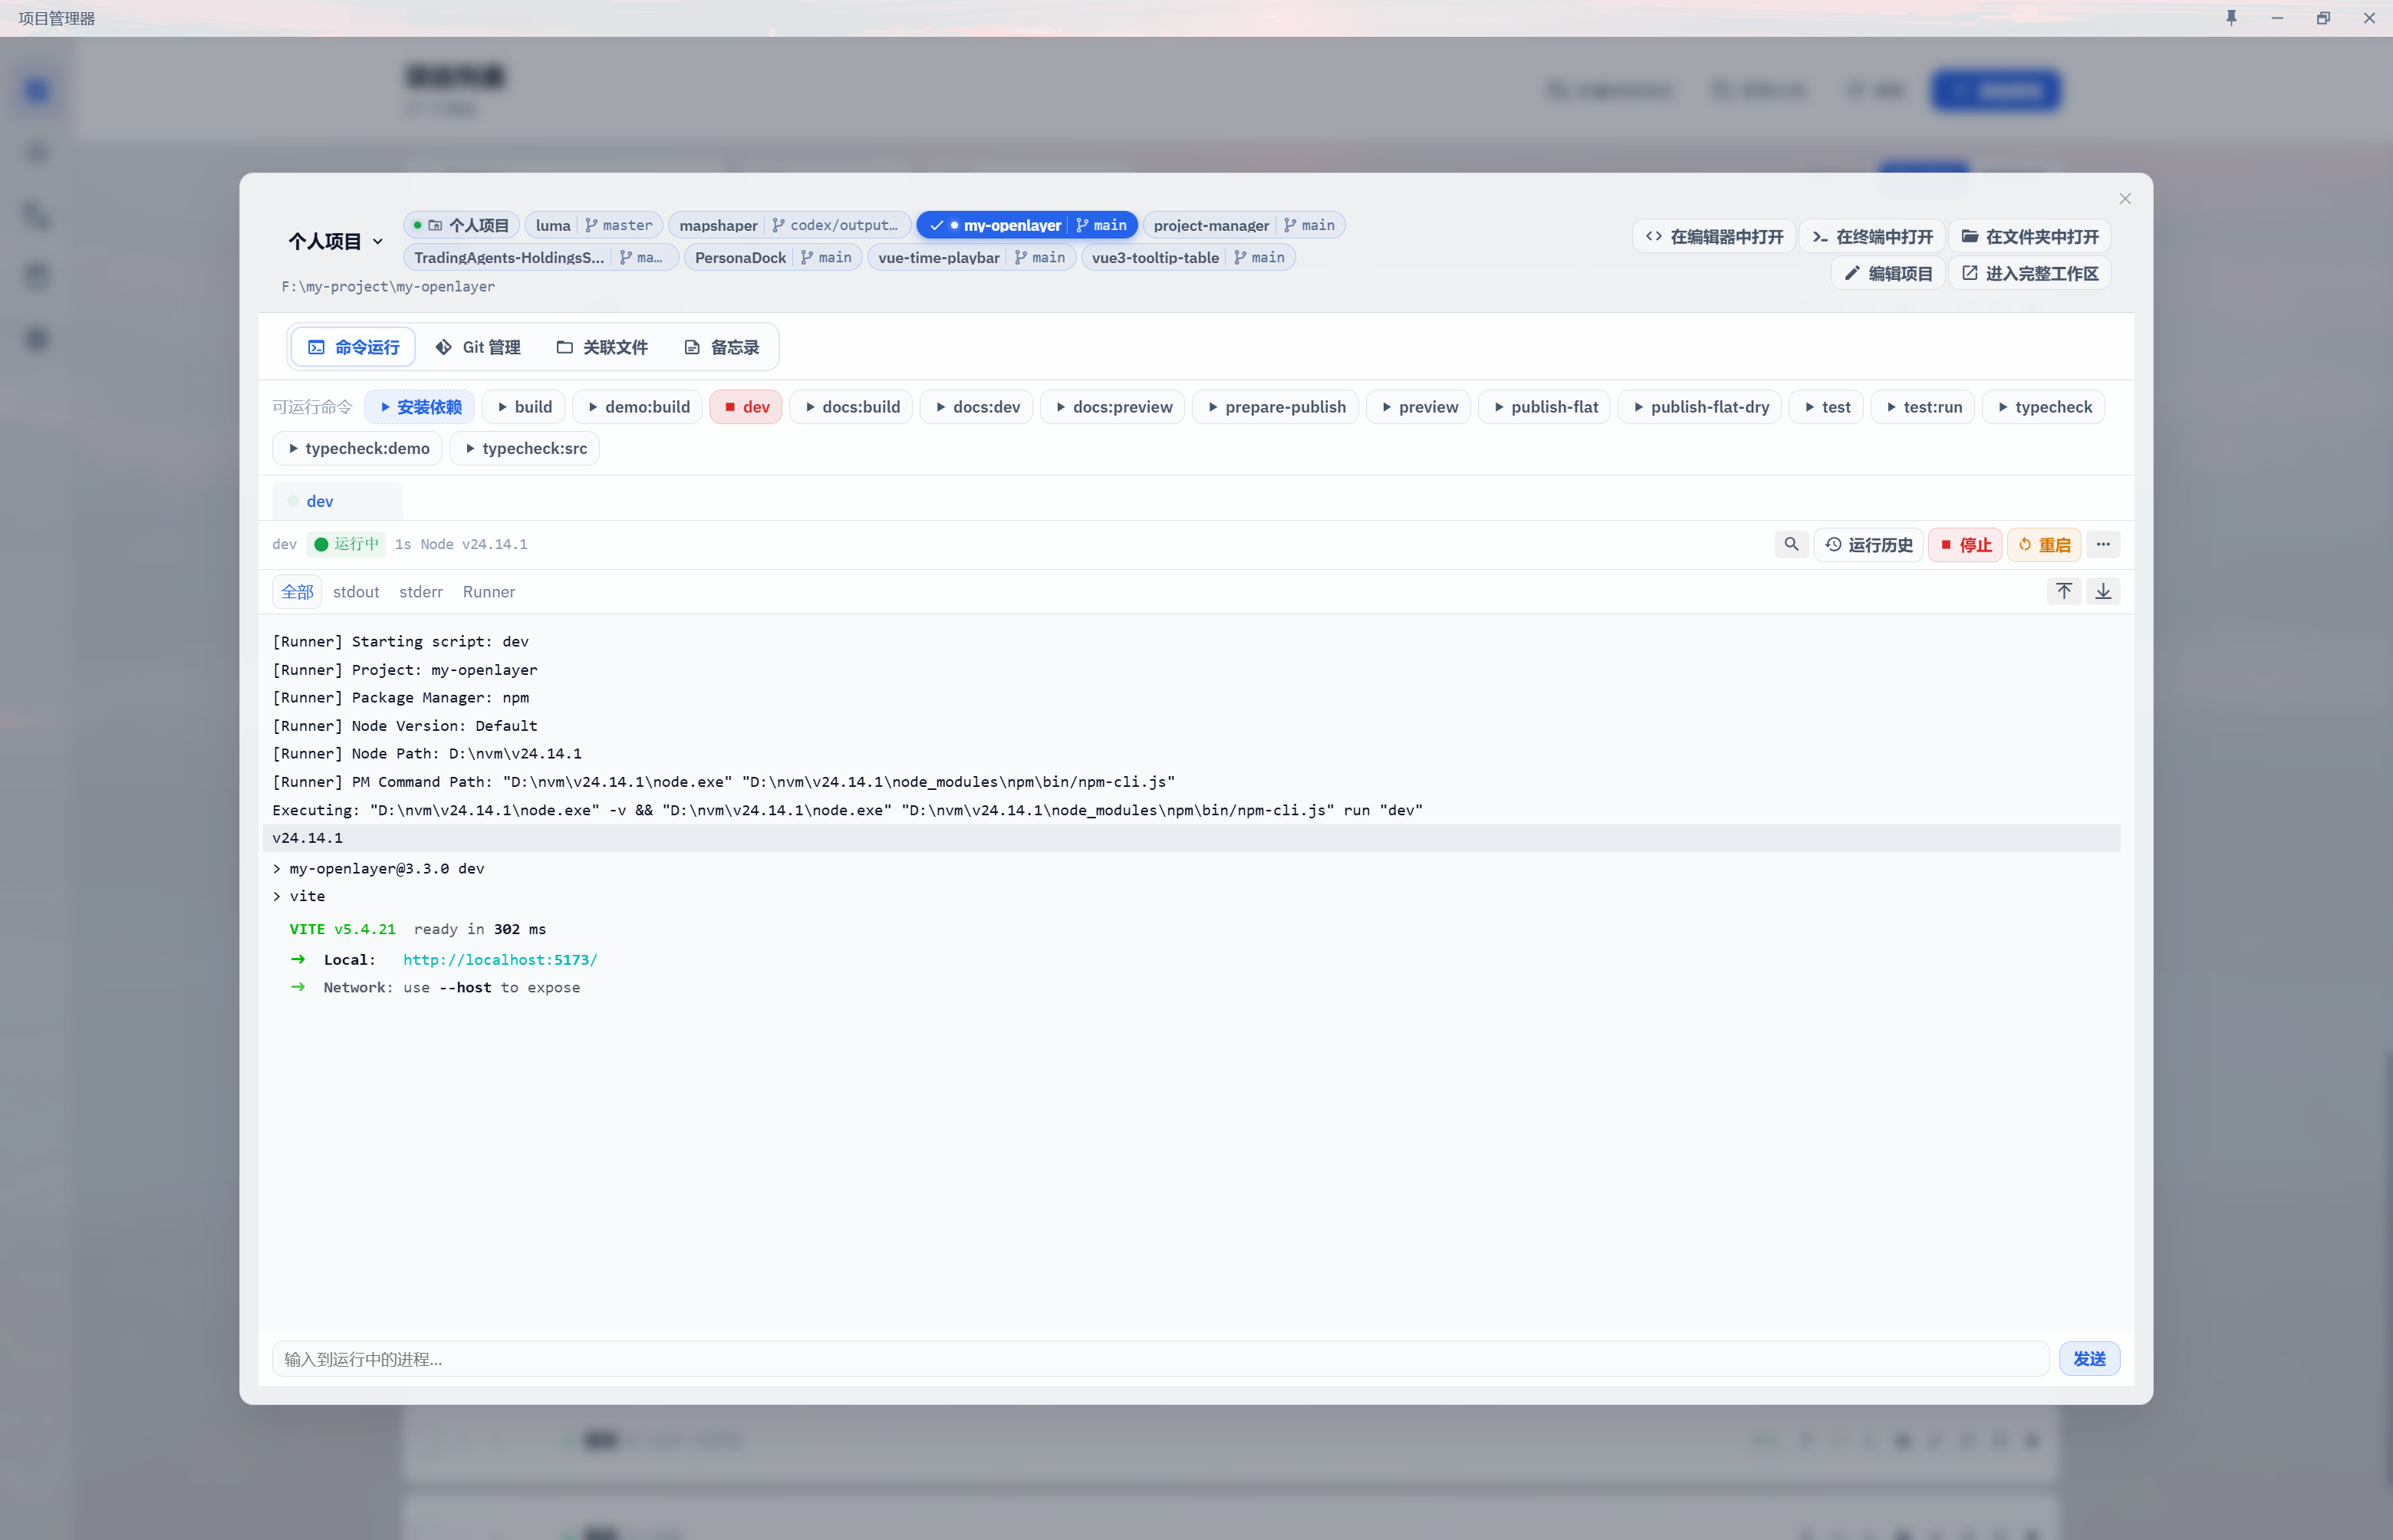 项目管理器
个人项目
个人项目
luma master
mapshaper codex/output...
my-openlayer main
project-manager main
TradingAgents-HoldingsS... ma...
PersonaDock main
vue-time-playbar main
vue3-tooltip-table main
F:\my-project\my-openlayer
在编辑器中打开
在终端中打开
在文件夹中打开
编辑项目
进入完整工作区
命令运行
Git 管理
关联文件
备忘录
可运行命令
安装依赖
build
demo:build
dev
docs:build
docs:dev
docs:preview
prepare-publish
preview
publish-flat
publish-flat-dry
test
test:run
typecheck
typecheck:demo
typecheck:src
dev
dev 运行中 1s Node v24.14.1
运行历史
停止
重启
全部 stdout stderr Runner
[Runner] Starting script: dev
[Runner] Project: my-openlayer
[Runner] Package Manager: npm
[Runner] Node Version: Default
[Runner] Node Path: D:\nvm\v24.14.1
[Runner] PM Command Path: "D:\nvm\v24.14.1\node.exe" "D:\nvm\v24.14.1\node_modules\npm\bin/npm-cli.js"
Executing: "D:\nvm\v24.14.1\node.exe" -v && "D:\nvm\v24.14.1\node.exe" "D:\nvm\v24.14.1\node_modules\npm\bin/npm-cli.js" run "dev"
v24.14.1
> my-openlayer@3.3.0 dev
> vite
VITE v5.4.21 ready in 302 ms
➜ Local: http://localhost:5173/
➜ Network: use --host to expose
输入到运行中的进程...
发送